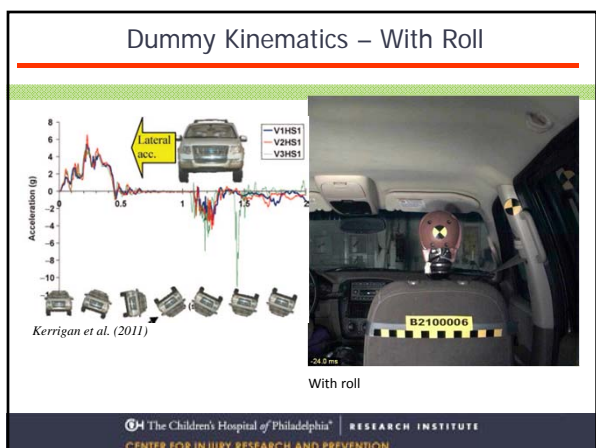 Dummy Kinematics – With Roll
8
6
4
2
0
-2
-4
-6
-8
-10
Acceleration (g)
0
0.5
1
1.5
2
Lateral
acc.
V1HS1
V2HS1
V3HS1
Kerrigan et al. (2011)
B2100006
-24.0 ms
With roll
The Children's Hospital of Philadelphia® | RESEARCH INSTITUTE
CENTER FOR INJURY RESEARCH AND PREVENTION